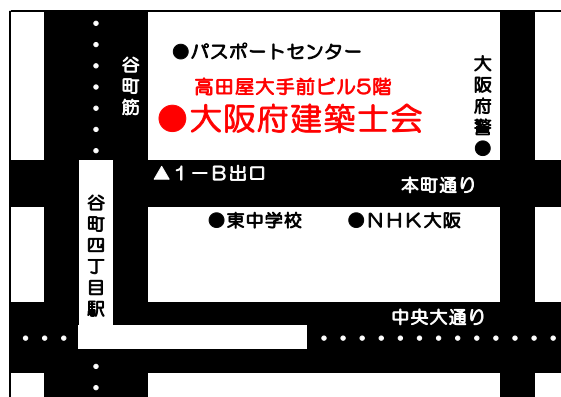 谷町筋
●パスポートセンター
高田屋大手前ビル5階
●大阪府建築士会
大阪府警●
▲1－B出口
本町通り
谷町四丁目駅
●東中学校
●NHK大阪
中央大通り